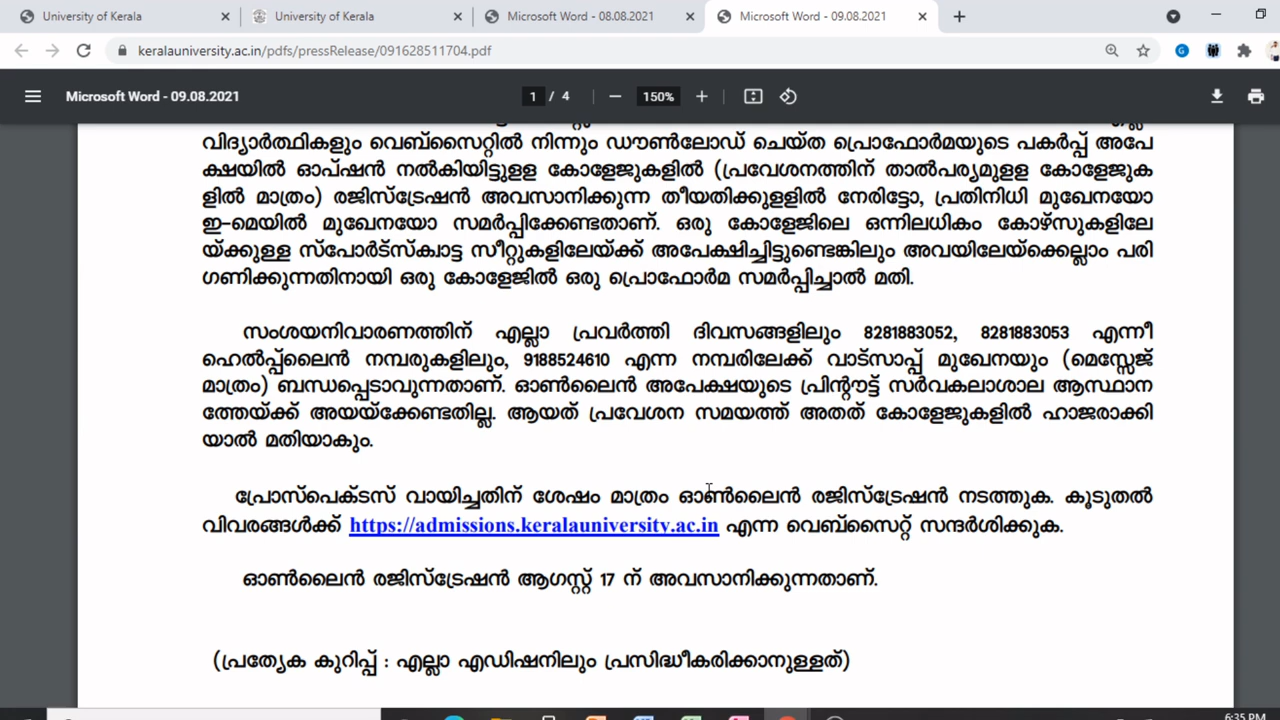 University of Kerala
University of Kerala
Microsoft Word - 08.08.2021
Microsoft Word - 09.08.2021
keralauniversity.ac.in/pdfs/pressRelease/091628511704.pdf
Microsoft Word - 09.08.2021
1 / 4
150%
വിദ്യാർത്ഥികളും വെബ്സൈറ്റിൽ നിന്നും ഡൗൺലോഡ് ചെയ്ത പ്രൊഫോർമയുടെ പകർപ്പ് അപേ
ക്ഷയിൽ ഓപ്ഷൻ നൽകിയിട്ടുളള കോളേജുകളിൽ (പ്രവേശനത്തിന് താൽപര്യമുളള കോളേജുക
ളിൽ മാത്രം) രജിസ്ട്രേഷൻ അവസാനിക്കുന്ന തീയതിക്കുളളിൽ നേരിട്ടോ, പ്രതിനിധി മുഖേനയോ
ഇ-മെയിൽ മുഖേനയോ സമർപ്പിക്കേണ്ടതാണ്. ഒരു കോളേജിലെ ഒന്നിലധികം കോഴ്സുകളിലേ
യ്ക്കുള്ള സ്പോർട്സ്ക്വാട്ട സീറ്റുകളിലേയ്ക്ക് അപേക്ഷിച്ചിട്ടുണ്ടെങ്കിലും അവയിലേയ്ക്കെല്ലാം പരി
ഗണിക്കുന്നതിനായി ഒരു കോളേജിൽ ഒരു പ്രൊഫോർമ സമർപ്പിച്ചാൽ മതി.
സംശയനിവാരണത്തിന് എല്ലാ പ്രവർത്തി ദിവസങ്ങളിലും 8281883052, 8281883053 എന്നീ
ഹെൽപ്പ്ലൈൻ നമ്പരുകളിലും, 9188524610 എന്ന നമ്പരിലേക്ക് വാട്സാപ്പ് മുഖേനയും (മെസ്സേജ്
മാത്രം) ബന്ധപ്പെടാവുന്നതാണ്. ഓൺലൈൻ അപേക്ഷയുടെ പ്രിന്റൗട്ട് സർവകലാശാല ആസ്ഥാന
ത്തേയ്ക്ക് അയയ്ക്കേണ്ടതില്ല. ആയത് പ്രവേശന സമയത്ത് അതത് കോളേജുകളിൽ ഹാജരാക്കി
യാൽ മതിയാകും.
പ്രോസ്പെക്ടസ് വായിച്ചതിന് ശേഷം മാത്രം ഓൺലൈൻ രജിസ്ട്രേഷൻ നടത്തുക. കൂടുതൽ
വിവരങ്ങൾക്ക് https://admissions.keralauniversity.ac.in എന്ന വെബ്സൈറ്റ് സന്ദർശിക്കുക.
ഓൺലൈൻ രജിസ്ട്രേഷൻ ആഗസ്റ്റ് 17 ന് അവസാനിക്കുന്നതാണ്.
(പ്രത്യേക കുറിപ്പ് : എല്ലാ എഡിഷനിലും പ്രസിദ്ധീകരിക്കാനുള്ളത്)
6:35 PM